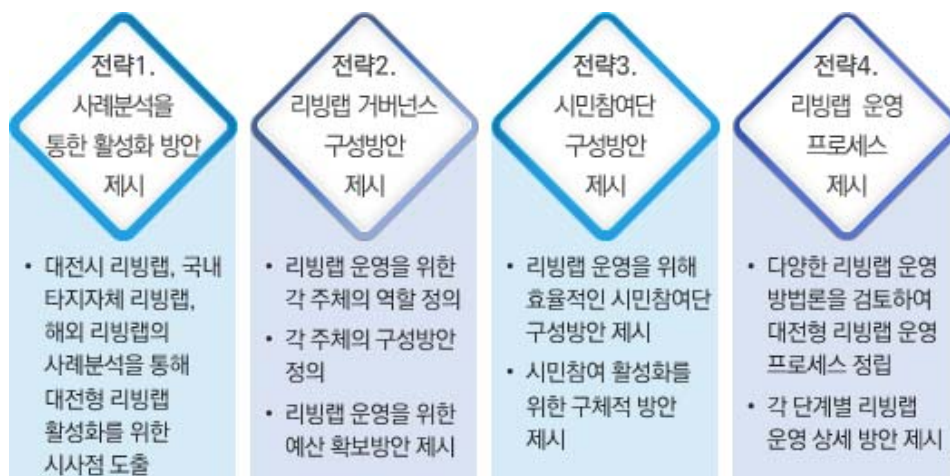 전략1.
사례분석을
통한 활성화 방안
제시
• 대전시 리빙랩, 국내
타지자체 리빙랩,
해외 리빙랩의
사례분석을 통해
대전형 리빙랩
활성화를 위한
시사점 도출
전략2.
리빙랩 거버넌스
구성방안
제시
• 리빙랩 운영을 위한
각 주체의 역할 정의
• 각 주체의 구성방안
정의
• 리빙랩 운영을 위한
예산 확보방안 제시
전략3.
시민참여단
구성방안
제시
• 리빙랩 운영을 위해
효율적인 시민참여단
구성방안 제시
• 시민참여 활성화를
위한 구체적 방안
제시
전략4.
리빙랩 운영
프로세스
제시
• 다양한 리빙랩 운영
방법론을 검토하여
대전형 리빙랩 운영
프로세스 정립
• 각 단계별 리빙랩
운영 상세 방안 제시